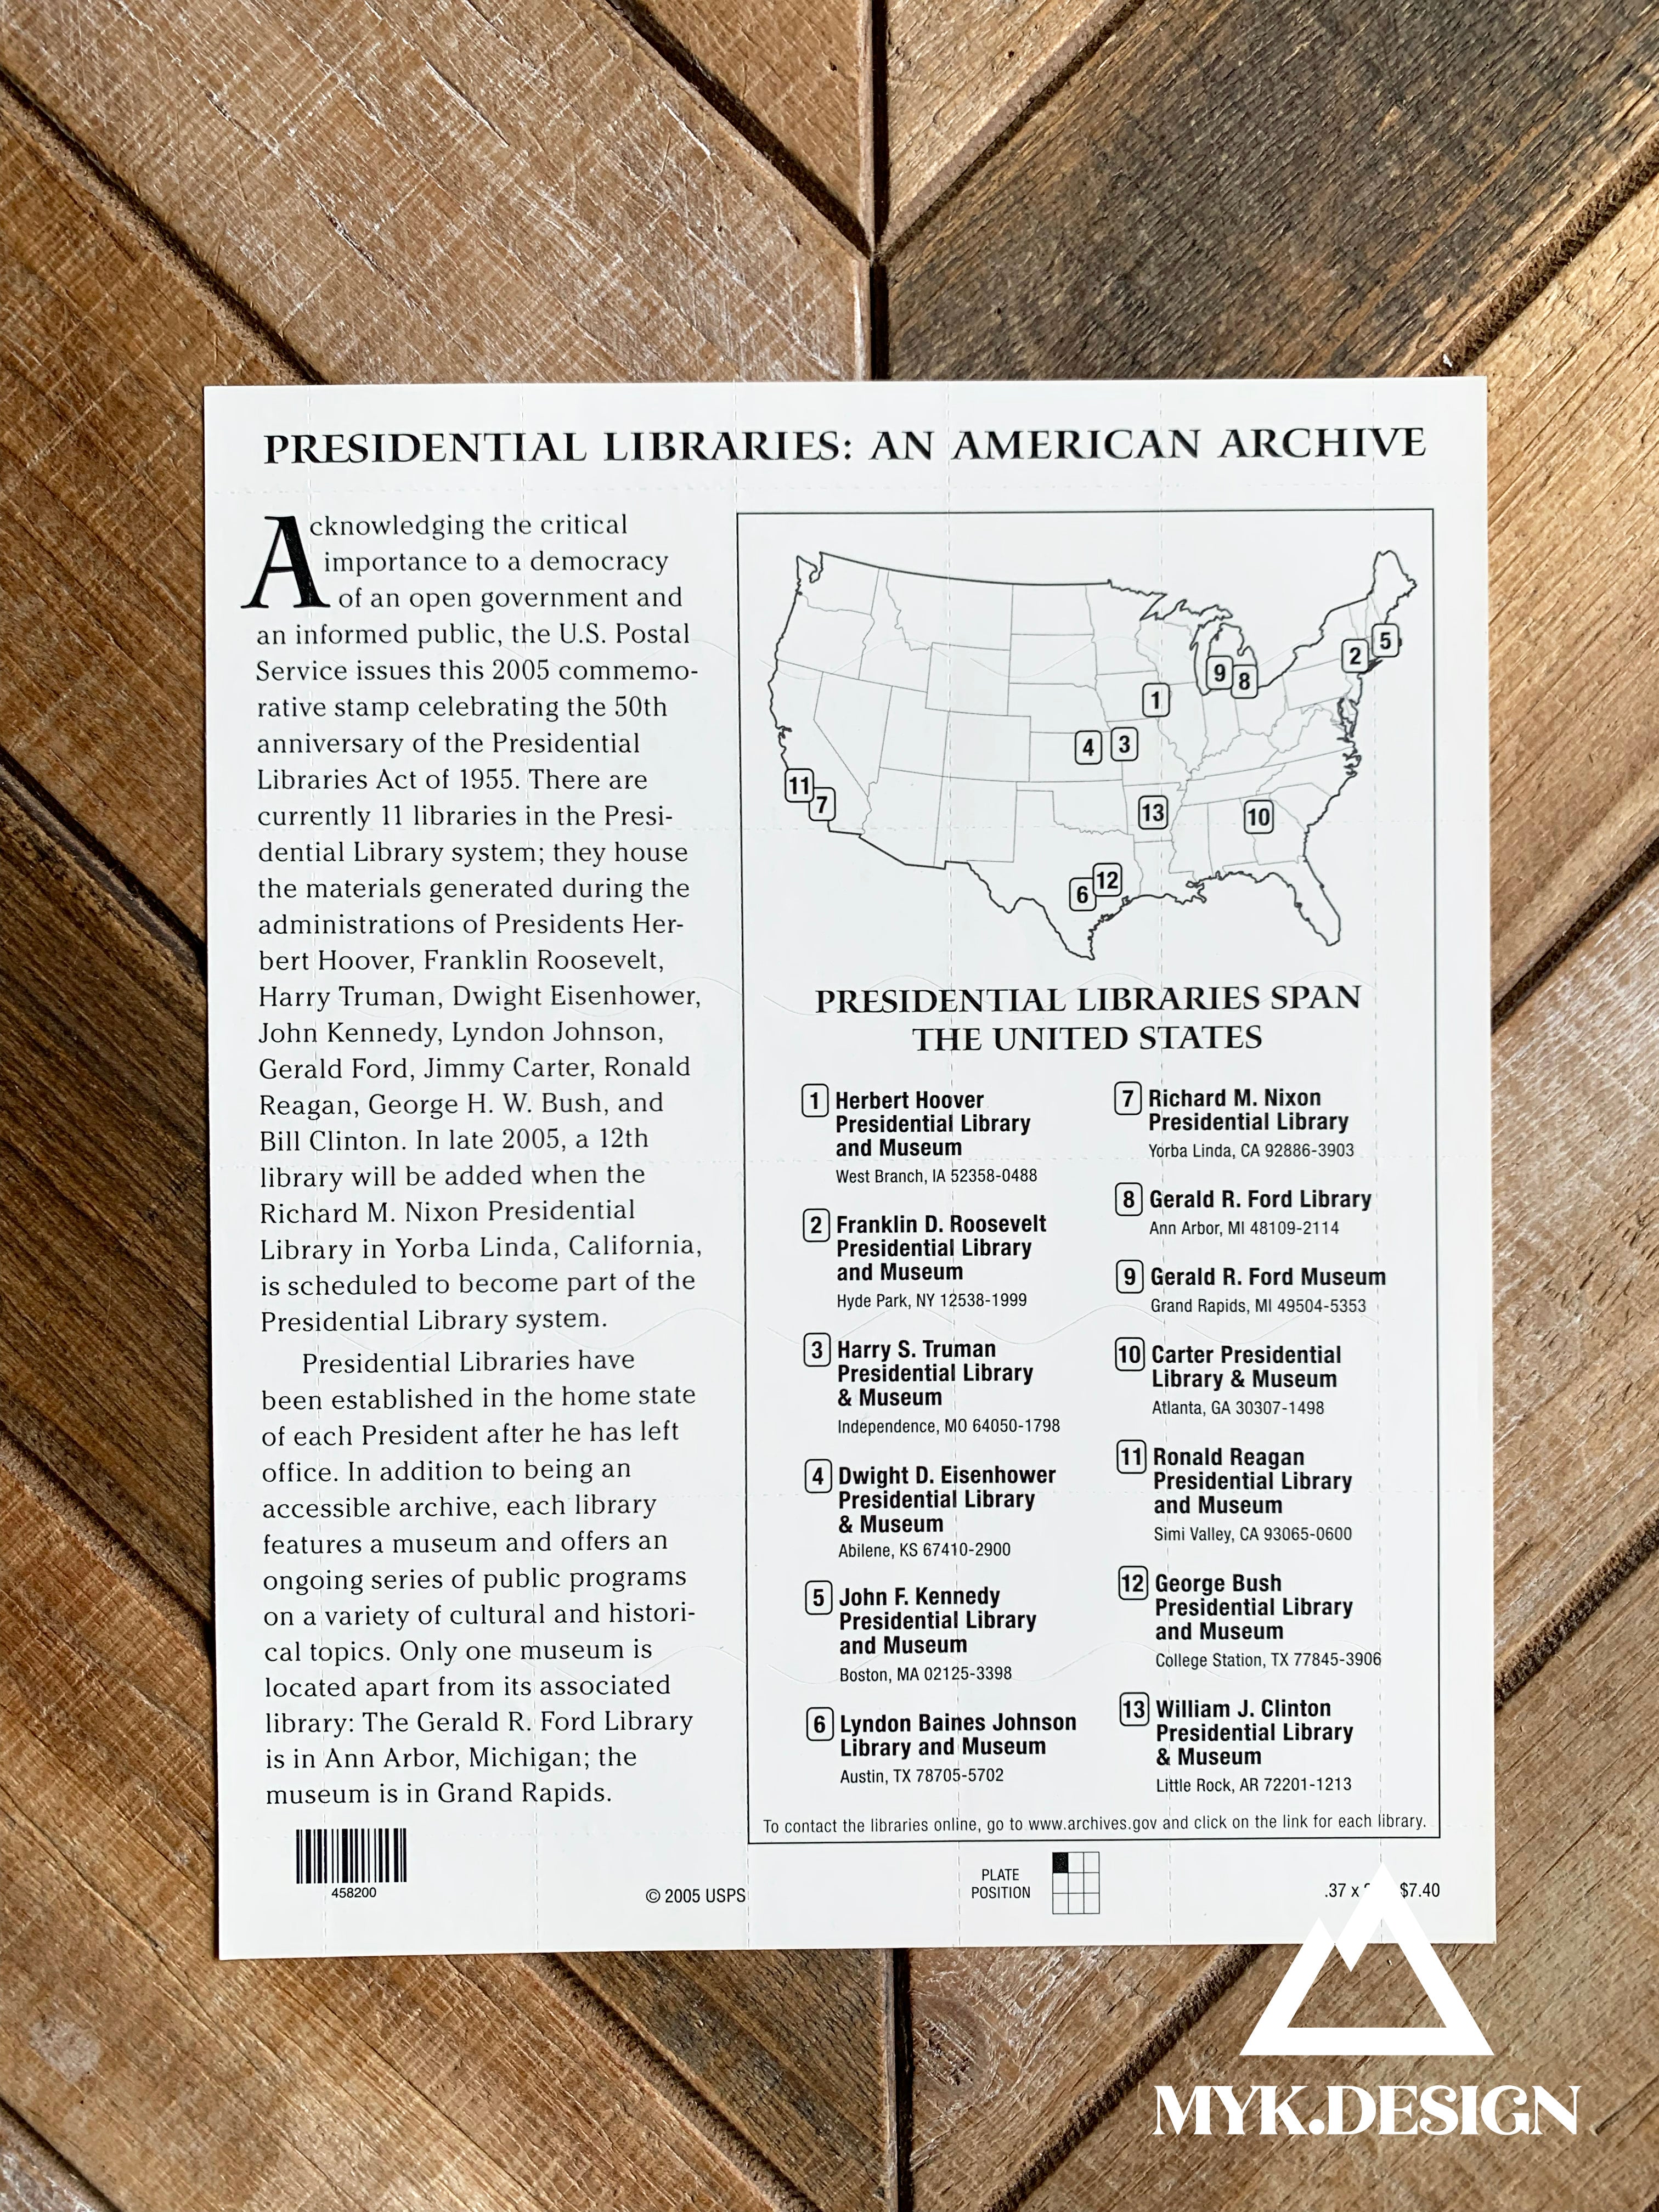 PRESIDENTIAL LIBRARIES: AN AMERICAN ARCHIVE
Acknowledging the critical
importance to a democracy
of an open government and
an informed public, the U.S. Postal
Service issues this 2005 commemo-
rative stamp celebrating the 50th
anniversary of the Presidential
Libraries Act of 1955. There are
currently 11 libraries in the Presi-
dential Library system; they house
the materials generated during the
administrations of Presidents Her-
bert Hoover, Franklin Roosevelt,
Harry Truman, Dwight Eisenhower,
John Kennedy, Lyndon Johnson,
Gerald Ford, Jimmy Carter, Ronald
Reagan, George H. W. Bush, and
Bill Clinton. In late 2005, a 12th
library will be added when the
Richard M. Nixon Presidential
Library in Yorba Linda, California,
is scheduled to become part of the
Presidential Library system.
Presidential Libraries have
been established in the home state
of each President after he has left
office. In addition to being an
accessible archive, each library
features a museum and offers an
ongoing series of public programs
on a variety of cultural and histori-
cal topics. Only one museum is
located apart from its associated
library: The Gerald R. Ford Library
is in Ann Arbor, Michigan; the
museum is in Grand Rapids.
458200
© 2005 USPS
5
2
9
8
1
4
3
11
7
13
10
12
6
PRESIDENTIAL LIBRARIES SPAN
THE UNITED STATES
1 Herbert Hoover
Presidential Library
and Museum
West Branch, IA 52358-0488
2 Franklin D. Roosevelt
Presidential Library
and Museum
Hyde Park, NY 12538-1999
3 Harry S. Truman
Presidential Library
& Museum
Independence, MO 64050-1798
4 Dwight D. Eisenhower
Presidential Library
& Museum
Abilene, KS 67410-2900
5 John F. Kennedy
Presidential Library
and Museum
Boston, MA 02125-3398
6 Lyndon Baines Johnson
Library and Museum
Austin, TX 78705-5702
7 Richard M. Nixon
Presidential Library
Yorba Linda, CA 92886-3903
8 Gerald R. Ford Library
Ann Arbor, MI 48109-2114
9 Gerald R. Ford Museum
Grand Rapids, MI 49504-5353
10 Carter Presidential
Library & Museum
Atlanta, GA 30307-1498
11 Ronald Reagan
Presidential Library
and Museum
Simi Valley, CA 93065-0600
12 George Bush
Presidential Library
and Museum
College Station, TX 77845-3906
13 William J. Clinton
Presidential Library
& Museum
Little Rock, AR 72201-1213
To contact the libraries online, go to www.archives.gov and click on the link for each library.
PLATE
POSITION
.37 x $7.40
MYK.DESIGN